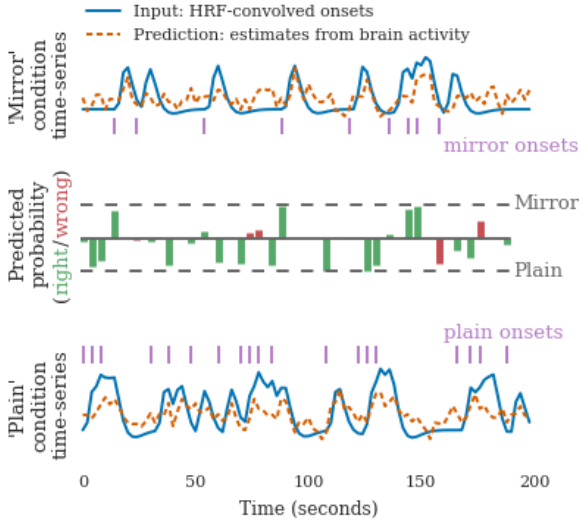 Input: HRF-convolved onsets
Prediction: estimates from brain activity
'Mirror'
condition
time-series
mirror onsets
Predicted
probability
(right/wrong)
Mirror
Plain
plain onsets
'Plain'
condition
time-series
0 50 100 150 200
Time (seconds)